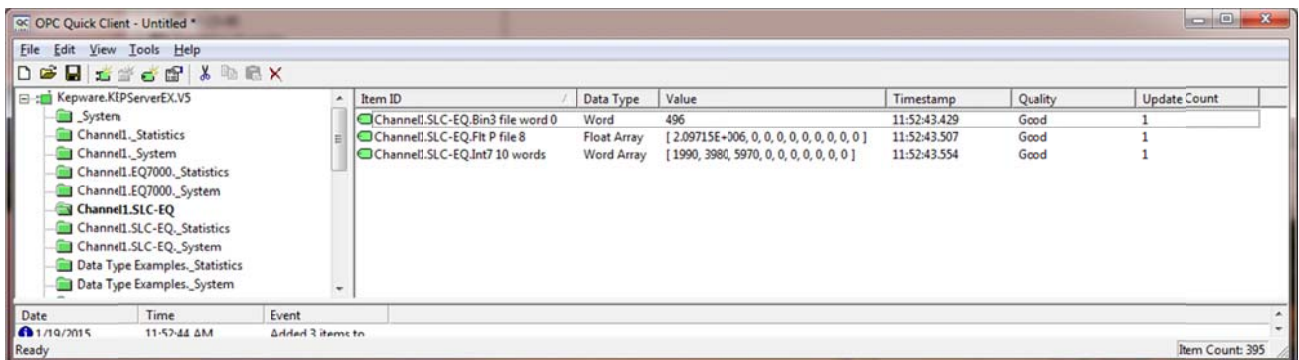 OPC Quick Client - Untitled *
File Edit View Tools Help
Kepware.KEPServerEX.V5
_System
Channel1._Statistics
Channel1._System
Channel1.EQ7000._Statistics
Channel1.EQ7000._System
Channel1.SLC-EQ
Channel1.SLC-EQ._Statistics
Channel1.SLC-EQ._System
Data Type Examples._Statistics
Data Type Examples._System
Item ID Data Type Value Timestamp Quality Update Count
Channel1.SLC-EQ.Bin3 file word 0 Word 496 11:52:43.429 Good 1
Channel1.SLC-EQ.Flt P file 8 Float Array [ 2.09715E+006, 0, 0, 0, 0, 0, 0, 0, 0, 0 ] 11:52:43.507 Good 1
Channel1.SLC-EQ.Int7 10 words Word Array [ 1990, 3980, 5970, 0, 0, 0, 0, 0, 0, 0 ] 11:52:43.554 Good 1
Date Time Event
1/19/2015 11:52:44 AM Added 3 items to
Ready Item Count: 395